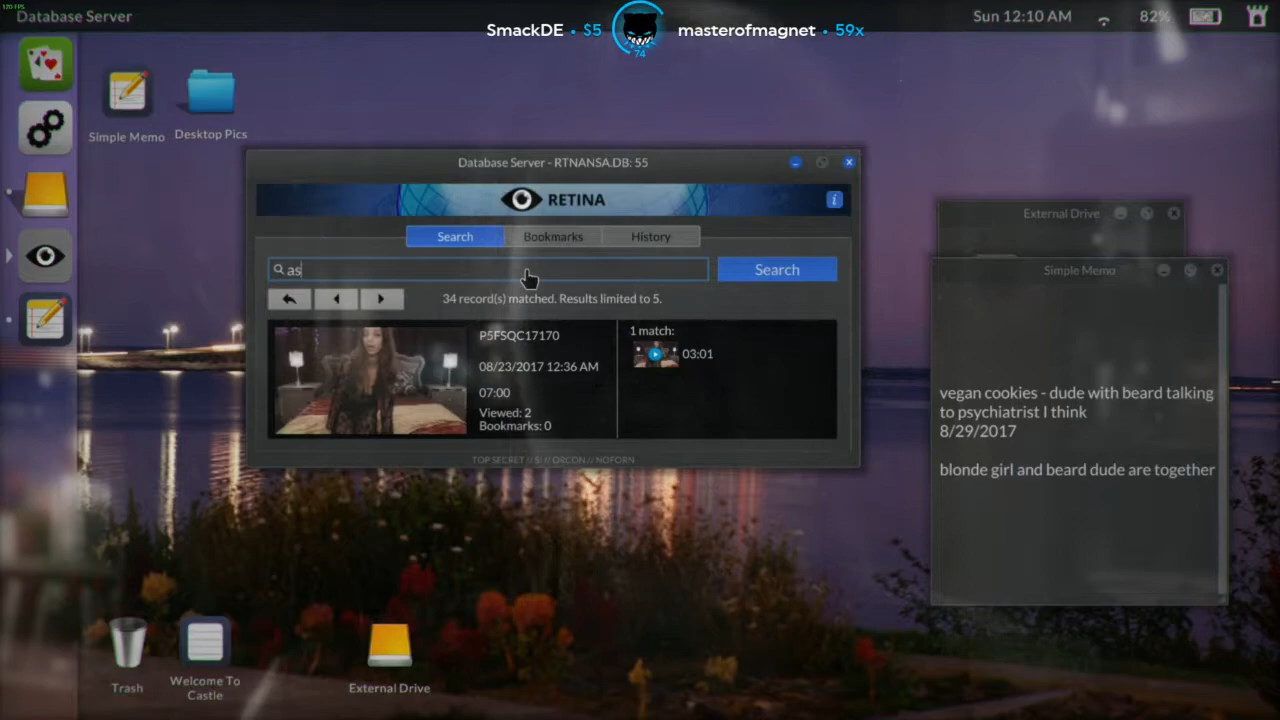 120 FPS
Database Server
SmackDE • $5
74
masterofmagnet • 59x
Sun 12:10 AM
82%
Simple Memo
Desktop Pics
Database Server - RTNANSA.DB: 55
RETINA
i
Search
Bookmarks
History
as
Search
34 record(s) matched. Results limited to 5.
P5FSQC17170
08/23/2017 12:36 AM
07:00
Viewed: 2
Bookmarks: 0
1 match:
03:01
TOP SECRET // SI // ORCON // NOFORN
External Drive
Simple Memo
vegan cookies - dude with beard talking
to psychiatrist I think
8/29/2017
blonde girl and beard dude are together
Trash
Welcome To
Castle
External Drive